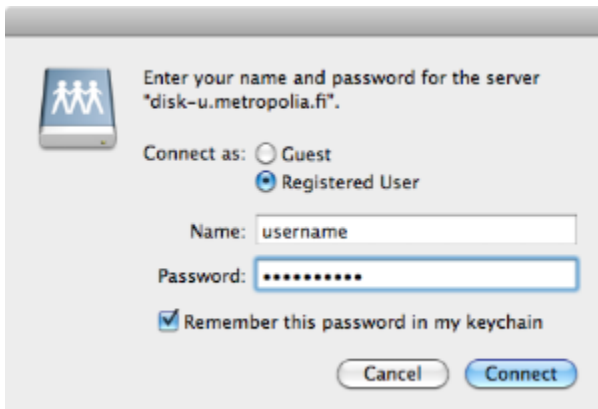 Enter your name and password for the server
"disk-u.metropolia.fi".
Connect as: Guest
Registered User
Name: username
Password: ••••••••••
Remember this password in my keychain
Cancel Connect